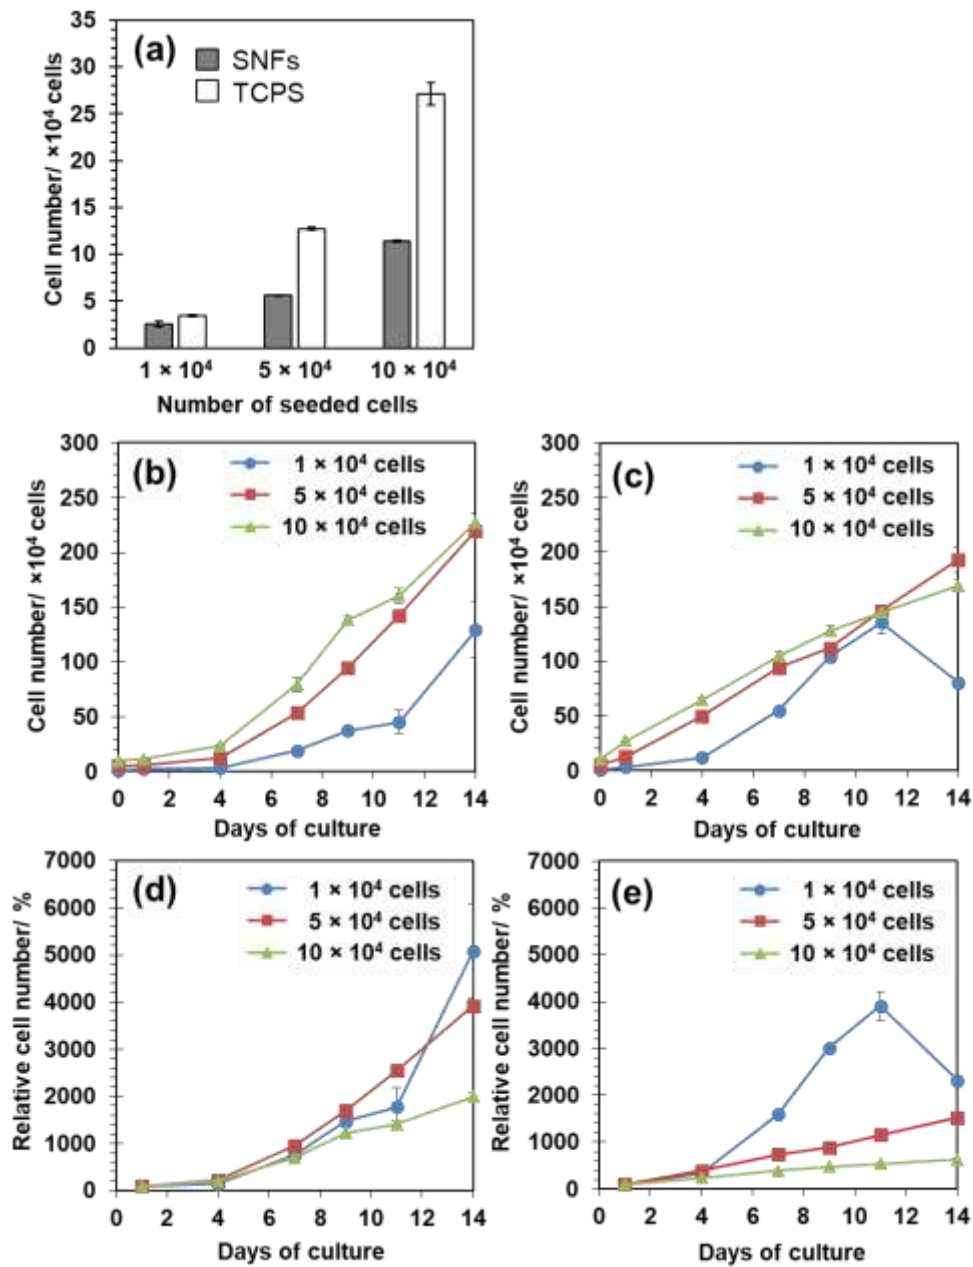 (a)
SNFs
TCPS
Cell number/ ×10⁴ cells
35
30
25
20
15
10
5
0
1 × 10⁴ 5 × 10⁴ 10 × 10⁴
Number of seeded cells
(b)
1 × 10⁴ cells
5 × 10⁴ cells
10 × 10⁴ cells
Cell number/ ×10⁴ cells
300
250
200
150
100
50
0
0 2 4 6 8 10 12 14
Days of culture
(c)
1 × 10⁴ cells
5 × 10⁴ cells
10 × 10⁴ cells
Cell number/ ×10⁴ cells
300
250
200
150
100
50
0
0 2 4 6 8 10 12 14
Days of culture
(d)
1 × 10⁴ cells
5 × 10⁴ cells
10 × 10⁴ cells
Relative cell number/ %
7000
6000
5000
4000
3000
2000
1000
0
0 2 4 6 8 10 12 14
Days of culture
(e)
1 × 10⁴ cells
5 × 10⁴ cells
10 × 10⁴ cells
Relative cell number/ %
7000
6000
5000
4000
3000
2000
1000
0
0 2 4 6 8 10 12 14
Days of culture